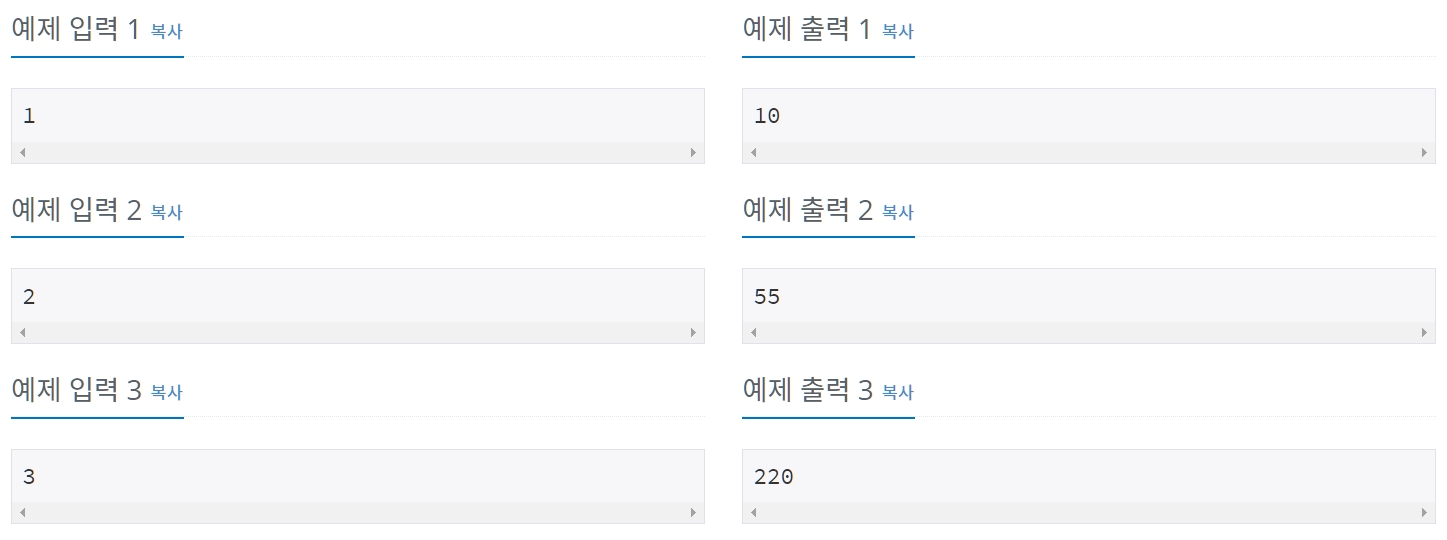 예제 입력 1 복사
예제 출력 1 복사
1
10
예제 입력 2 복사
예제 출력 2 복사
2
55
예제 입력 3 복사
예제 출력 3 복사
3
220